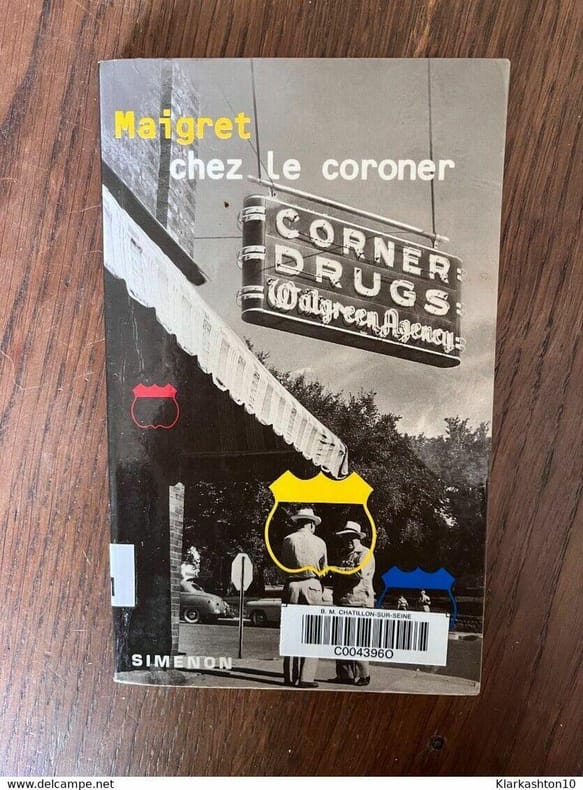 Maigret
chez le coroner
CORNER
DRUGS
Walgreen Agency
B. M. CHATILLON-SUR-SEINE
C0043960
SIMENON
www.delcampe.net
Klarkashton10